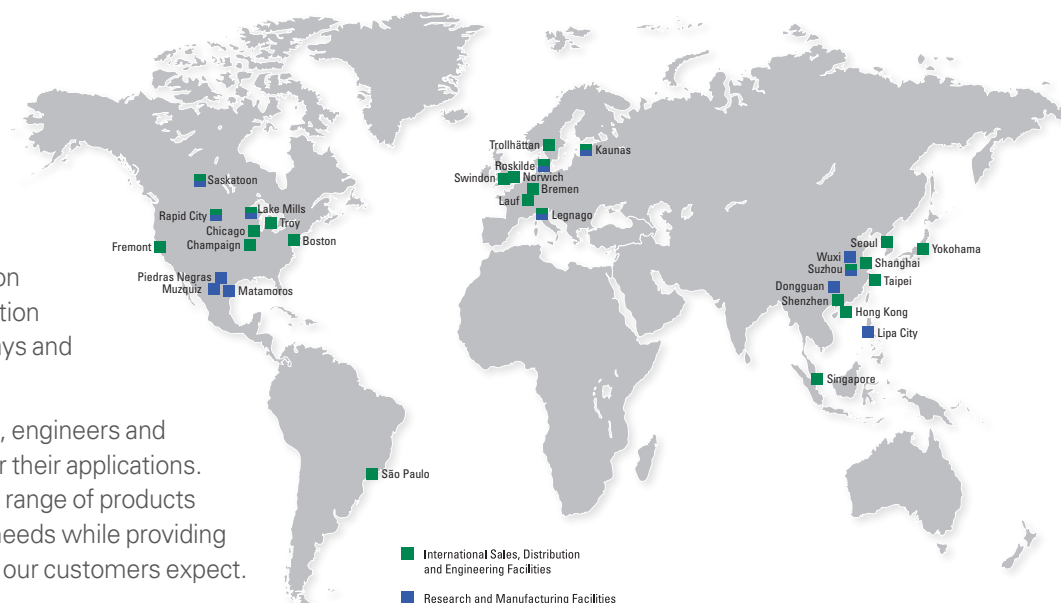 on
tion
ys and
, engineers and
r their applications.
range of products
needs while providing
our customers expect.
Saskatoon
Rapid City
Lake Mills
Chicago
Troy
Champaign
Boston
Fremont
Piedras Negras
Muzquiz
Matamoros
São Paulo
Trollhättan
Kaunas
Roskilde
Swindon
Norwich
Bremen
Lauf
Legnago
Seoul
Yokohama
Wuxi
Shanghai
Suzhou
Taipei
Dongguan
Shenzhen
Hong Kong
Lipa City
Singapore
International Sales, Distribution
and Engineering Facilities
Research and Manufacturing Facilities